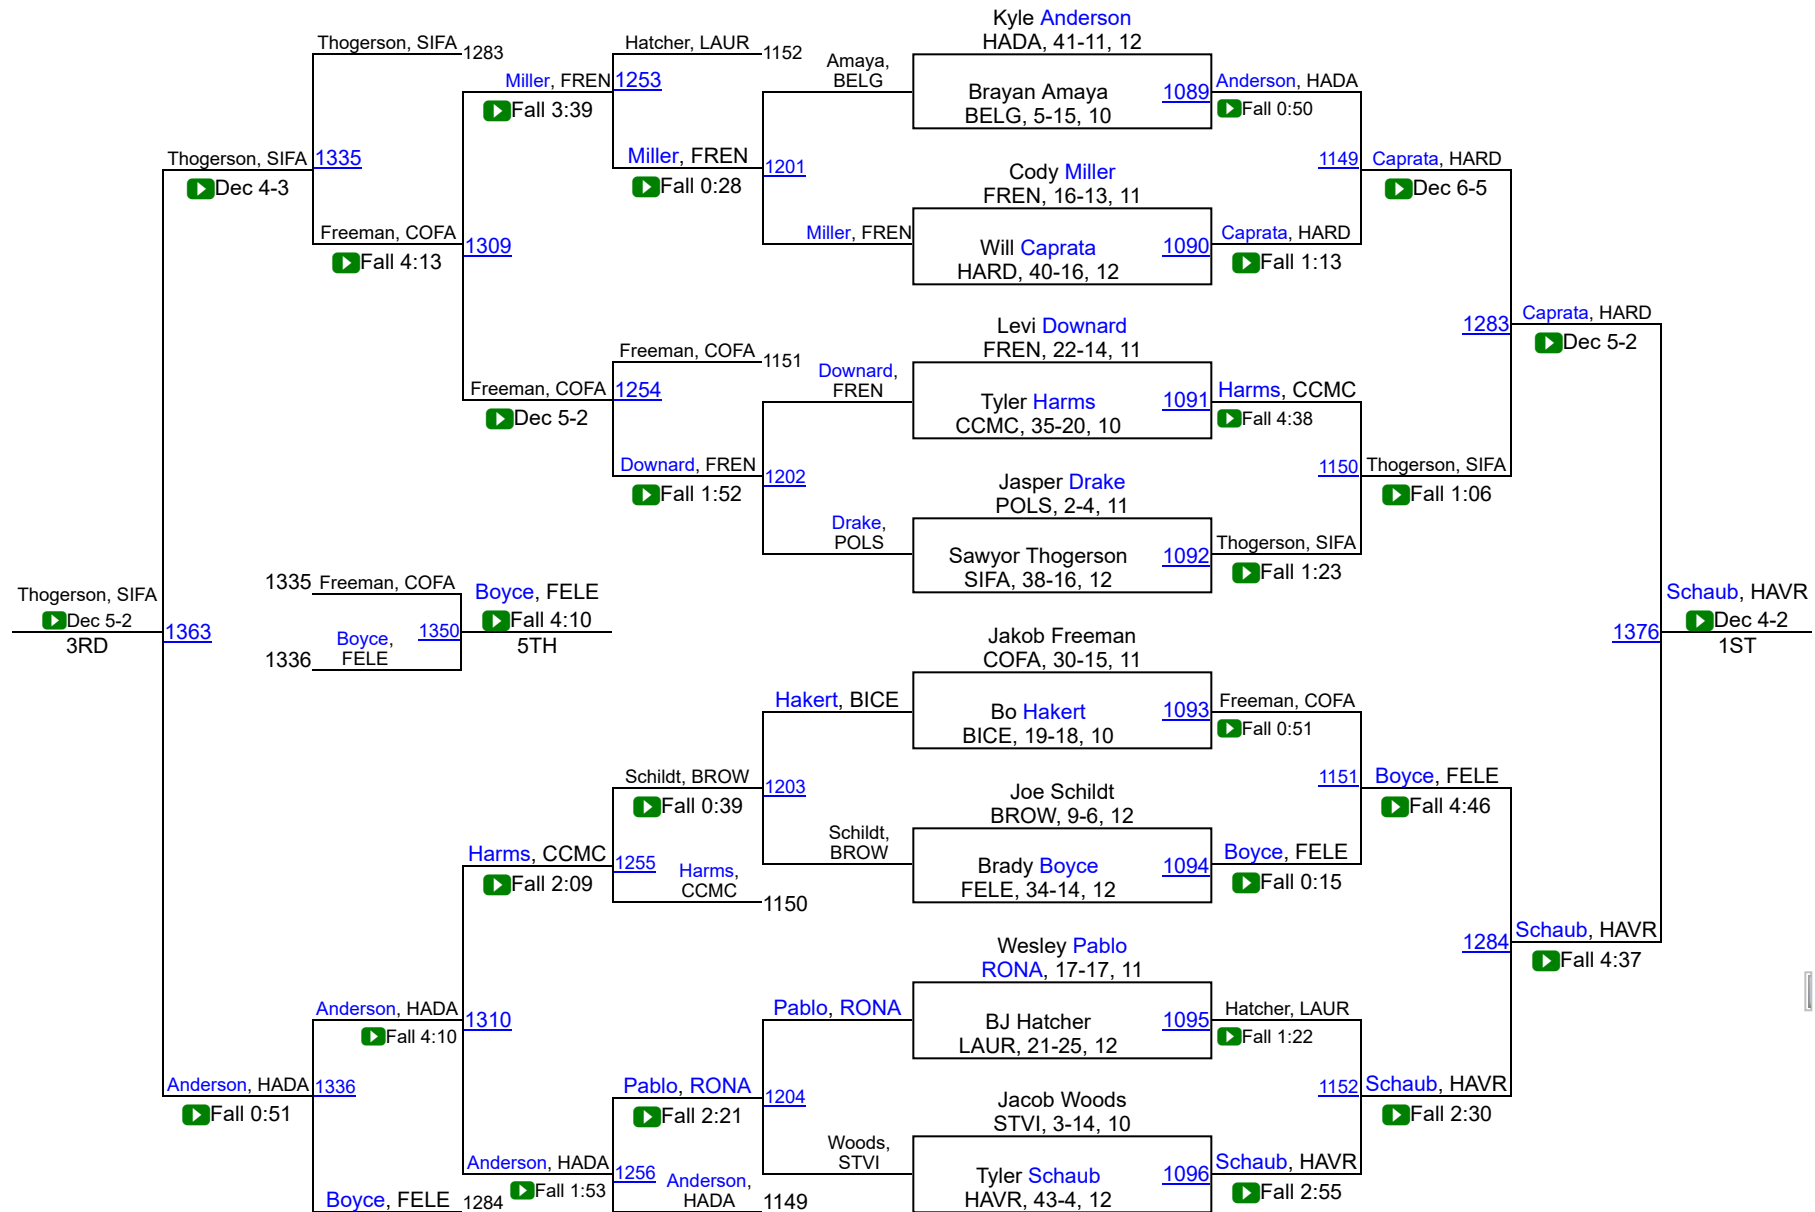 Kyle Anderson
HADA, 41-11, 12
Thogerson, SIFA
1283
Hatcher, LAUR
1152
Amaya,
BELG
Miller, FREN
1253
Fall 3:39
Brayan Amaya
BELG, 5-15, 10
1089
Anderson, HADA
Fall 0:50
Thogerson, SIFA
1335
Dec 4-3
Miller, FREN
1201
Fall 0:28
Cody Miller
FREN, 16-13, 11
1149
Caprata, HARD
Dec 6-5
Freeman, COFA
Fall 4:13
1309
Miller, FREN
Will Caprata
HARD, 40-16, 12
1090
Caprata, HARD
Fall 1:13
Levi Downard
FREN, 22-14, 11
1283
Caprata, HARD
Dec 5-2
Freeman, COFA
1151
Downard,
FREN
Freeman, COFA
1254
Dec 5-2
Tyler Harms
CCMC, 35-20, 10
1091
Harms, CCMC
Fall 4:38
Downard, FREN
1202
Fall 1:52
Jasper Drake
POLS, 2-4, 11
1150
Thogerson, SIFA
Fall 1:06
Drake,
POLS
Sawyor Thogerson
SIFA, 38-16, 12
1092
Thogerson, SIFA
Fall 1:23
Thogerson, SIFA
Dec 5-2
3RD
1363
1335
Freeman, COFA
1336
Boyce,
FELE
1350
Boyce, FELE
Fall 4:10
5TH
Jakob Freeman
COFA, 30-15, 11
1376
Schaub, HAVR
Dec 4-2
1ST
Hakert, BICE
Bo Hakert
BICE, 19-18, 10
1093
Freeman, COFA
Fall 0:51
Schildt, BROW
1203
Fall 0:39
Joe Schildt
BROW, 9-6, 12
1151
Boyce, FELE
Fall 4:46
Schildt,
BROW
Harms, CCMC
1255
Fall 2:09
Harms,
CCMC
1150
Brady Boyce
FELE, 34-14, 12
1094
Boyce, FELE
Fall 0:15
Wesley Pablo
RONA, 17-17, 11
1284
Schaub, HAVR
Fall 4:37
Anderson, HADA
Fall 4:10
1310
Pablo, RONA
BJ Hatcher
LAUR, 21-25, 12
1095
Hatcher, LAUR
Fall 1:22
Anderson, HADA
1336
Fall 0:51
Pablo, RONA
1204
Fall 2:21
Jacob Woods
STVI, 3-14, 10
1152
Schaub, HAVR
Fall 2:30
Woods,
STVI
Anderson, HADA
1256
Fall 1:53
Anderson,
HADA
1149
Tyler Schaub
HAVR, 43-4, 12
1096
Schaub, HAVR
Fall 2:55
Boyce, FELE
1284